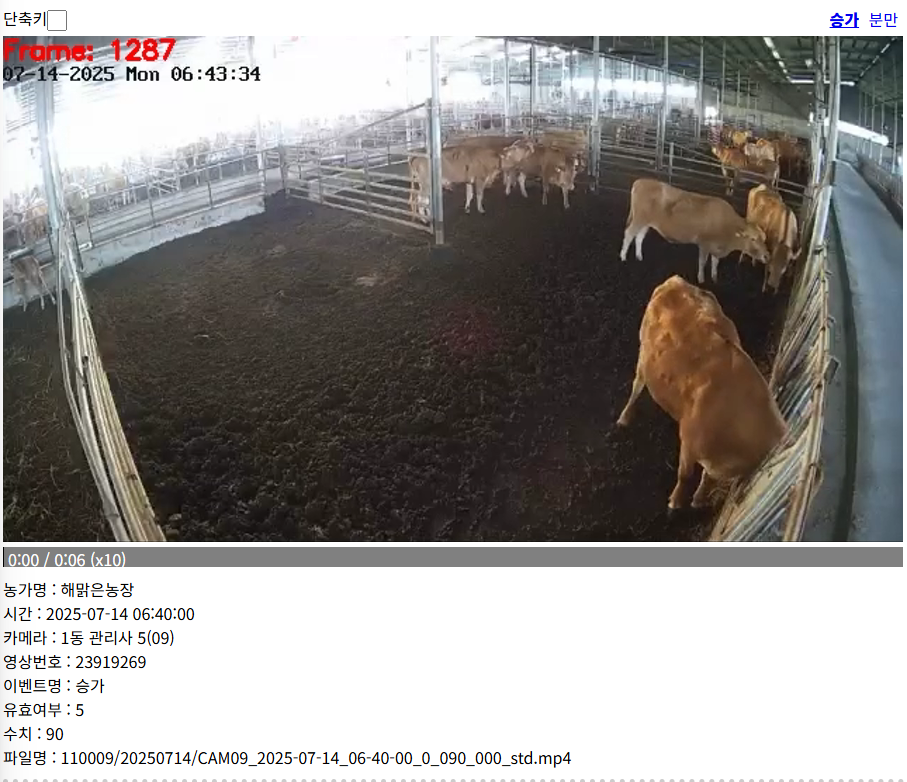 단축키 승가 분만
Frame: 1287
07-14-2025 Mon 06:43:34
0:00 / 0:06 (x10)
농가명 : 해맑은농장
시간 : 2025-07-14 06:40:00
카메라 : 1동 관리사 5(09)
영상번호 : 23919269
이벤트명 : 승가
유효여부 : 5
수치 : 90
파일명 : 110009/20250714/CAM09_2025-07-14_06-40-00_0_090_000_std.mp4